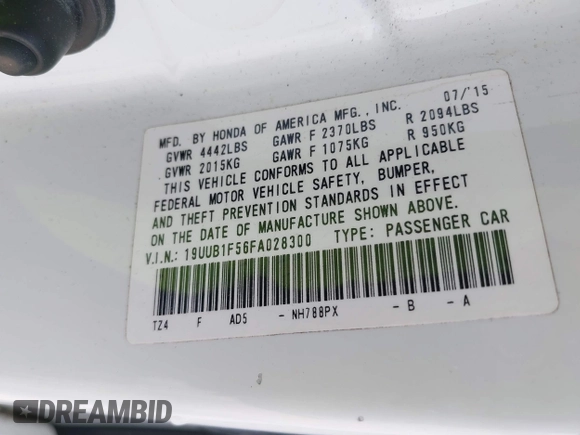 MFD. BY HONDA OF AMERICA MFG., INC. 07/'15
GVWR 4442LBS GAWR F 2370LBS R 2094LBS
GVWR 2015KG GAWR F 1075KG R 950KG
THIS VEHICLE CONFORMS TO ALL APPLICABLE
FEDERAL MOTOR VEHICLE SAFETY, BUMPER,
AND THEFT PREVENTION STANDARDS IN EFFECT
ON THE DATE OF MANUFACTURE SHOWN ABOVE.
V.I.N.: 19UUB1F56FA028300 TYPE: PASSENGER CAR
TZ4 F AD5 - NH788PX - B - A
DREAMBID